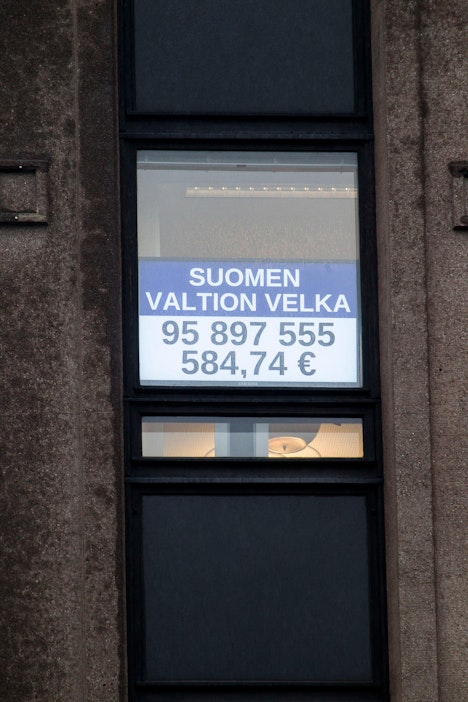 SUOMEN
VALTION VELKA
95 897 555
584,74 €